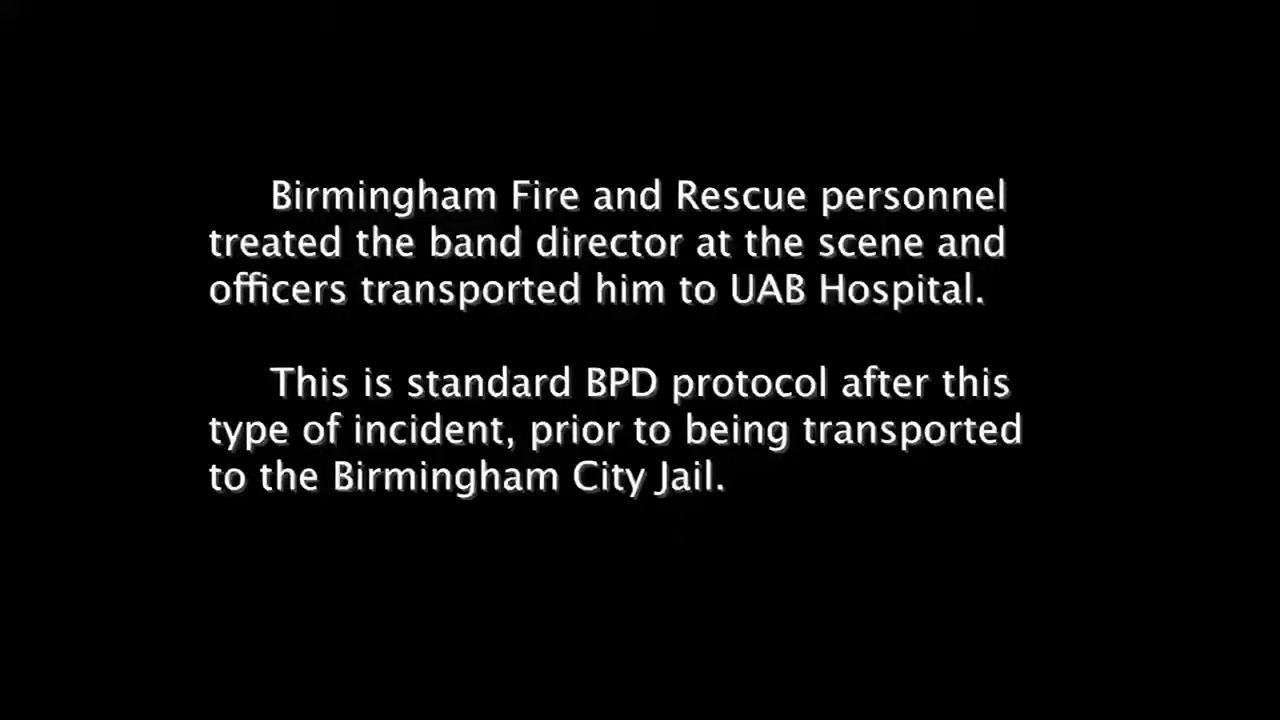 Birmingham Fire and Rescue personnel
treated the band director at the scene and
officers transported him to UAB Hospital.
This is standard BPD protocol after this
type of incident, prior to being transported
to the Birmingham City Jail.